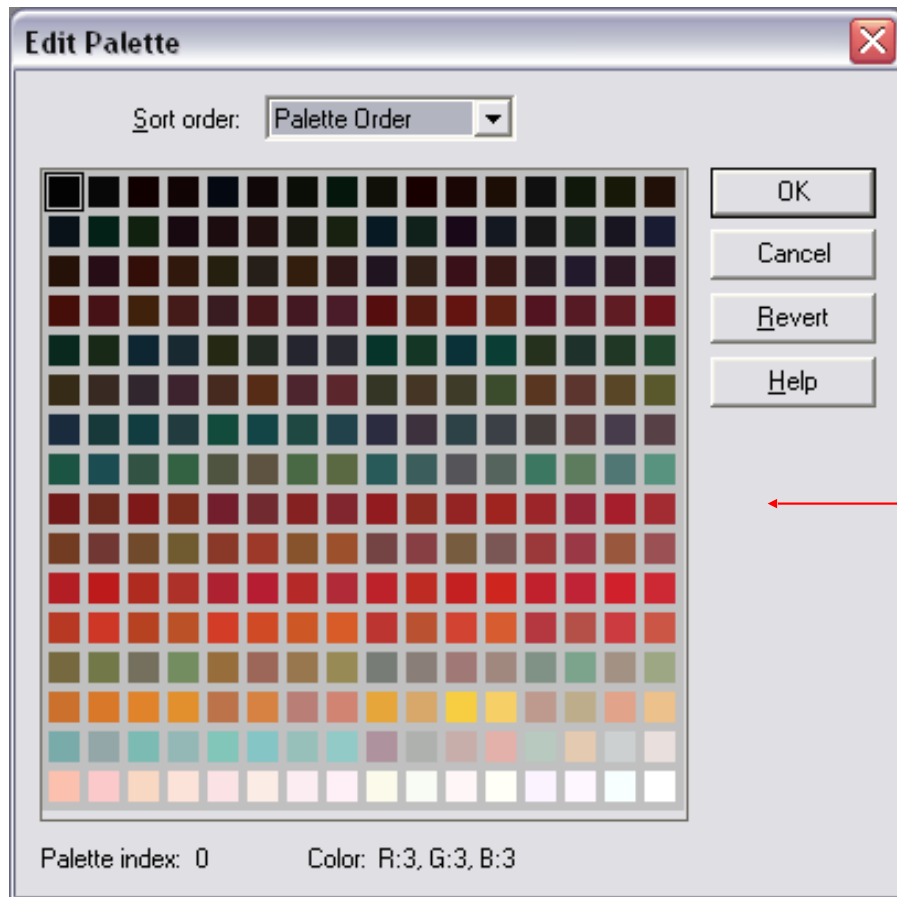 Edit Palette
Sort order: Palette Order
OK
Cancel
Revert
Help
Palette index: 0 Color: R:3, G:3, B:3